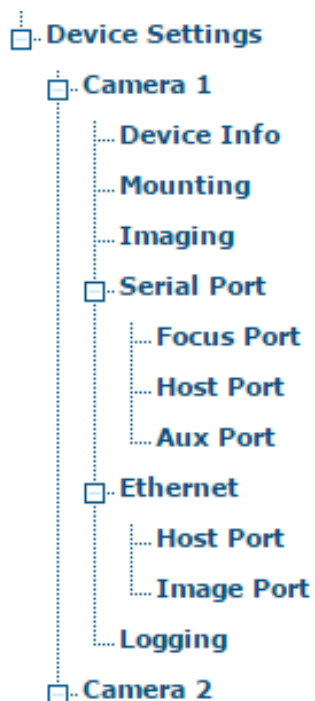 Device Settings
Camera 1
Device Info
Mounting
Imaging
Serial Port
Focus Port
Host Port
Aux Port
Ethernet
Host Port
Image Port
Logging
Camera 2